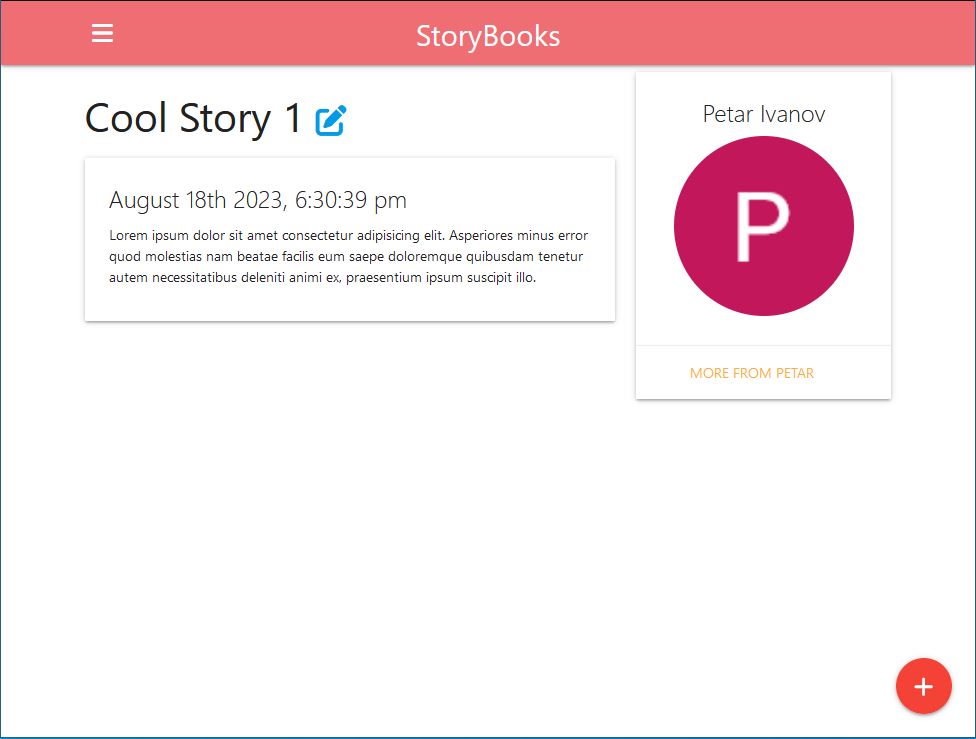 StoryBooks
Cool Story 1
August 18th 2023, 6:30:39 pm
Lorem ipsum dolor sit amet consectetur adipisicing elit. Asperiores minus error
quod molestias nam beatae facilis eum saepe doloremque quibusdam tenetur
autem necessitatibus deleniti animi ex, praesentium ipsum suscipit illo.
Petar Ivanov
P
MORE FROM PETAR
+